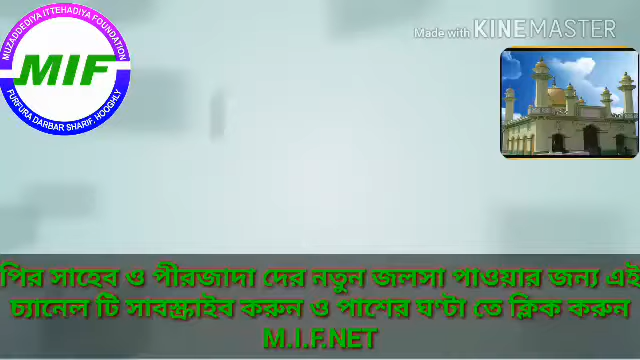 MUZADDEDIYA ITTEHADIYA FOUNDATION
MIF
FURFURA DARBAR SHARIF, HOOGHLY
Made with KINEMASTER
পির সাহেব ও পীরজাদা দের নতুন জলসা পাওয়ার জন্য এই
চ্যানেল টি সাবস্ক্রাইব করুন ও পাশের ঘণ্টা তে ক্লিক করুন
M.I.F.NET